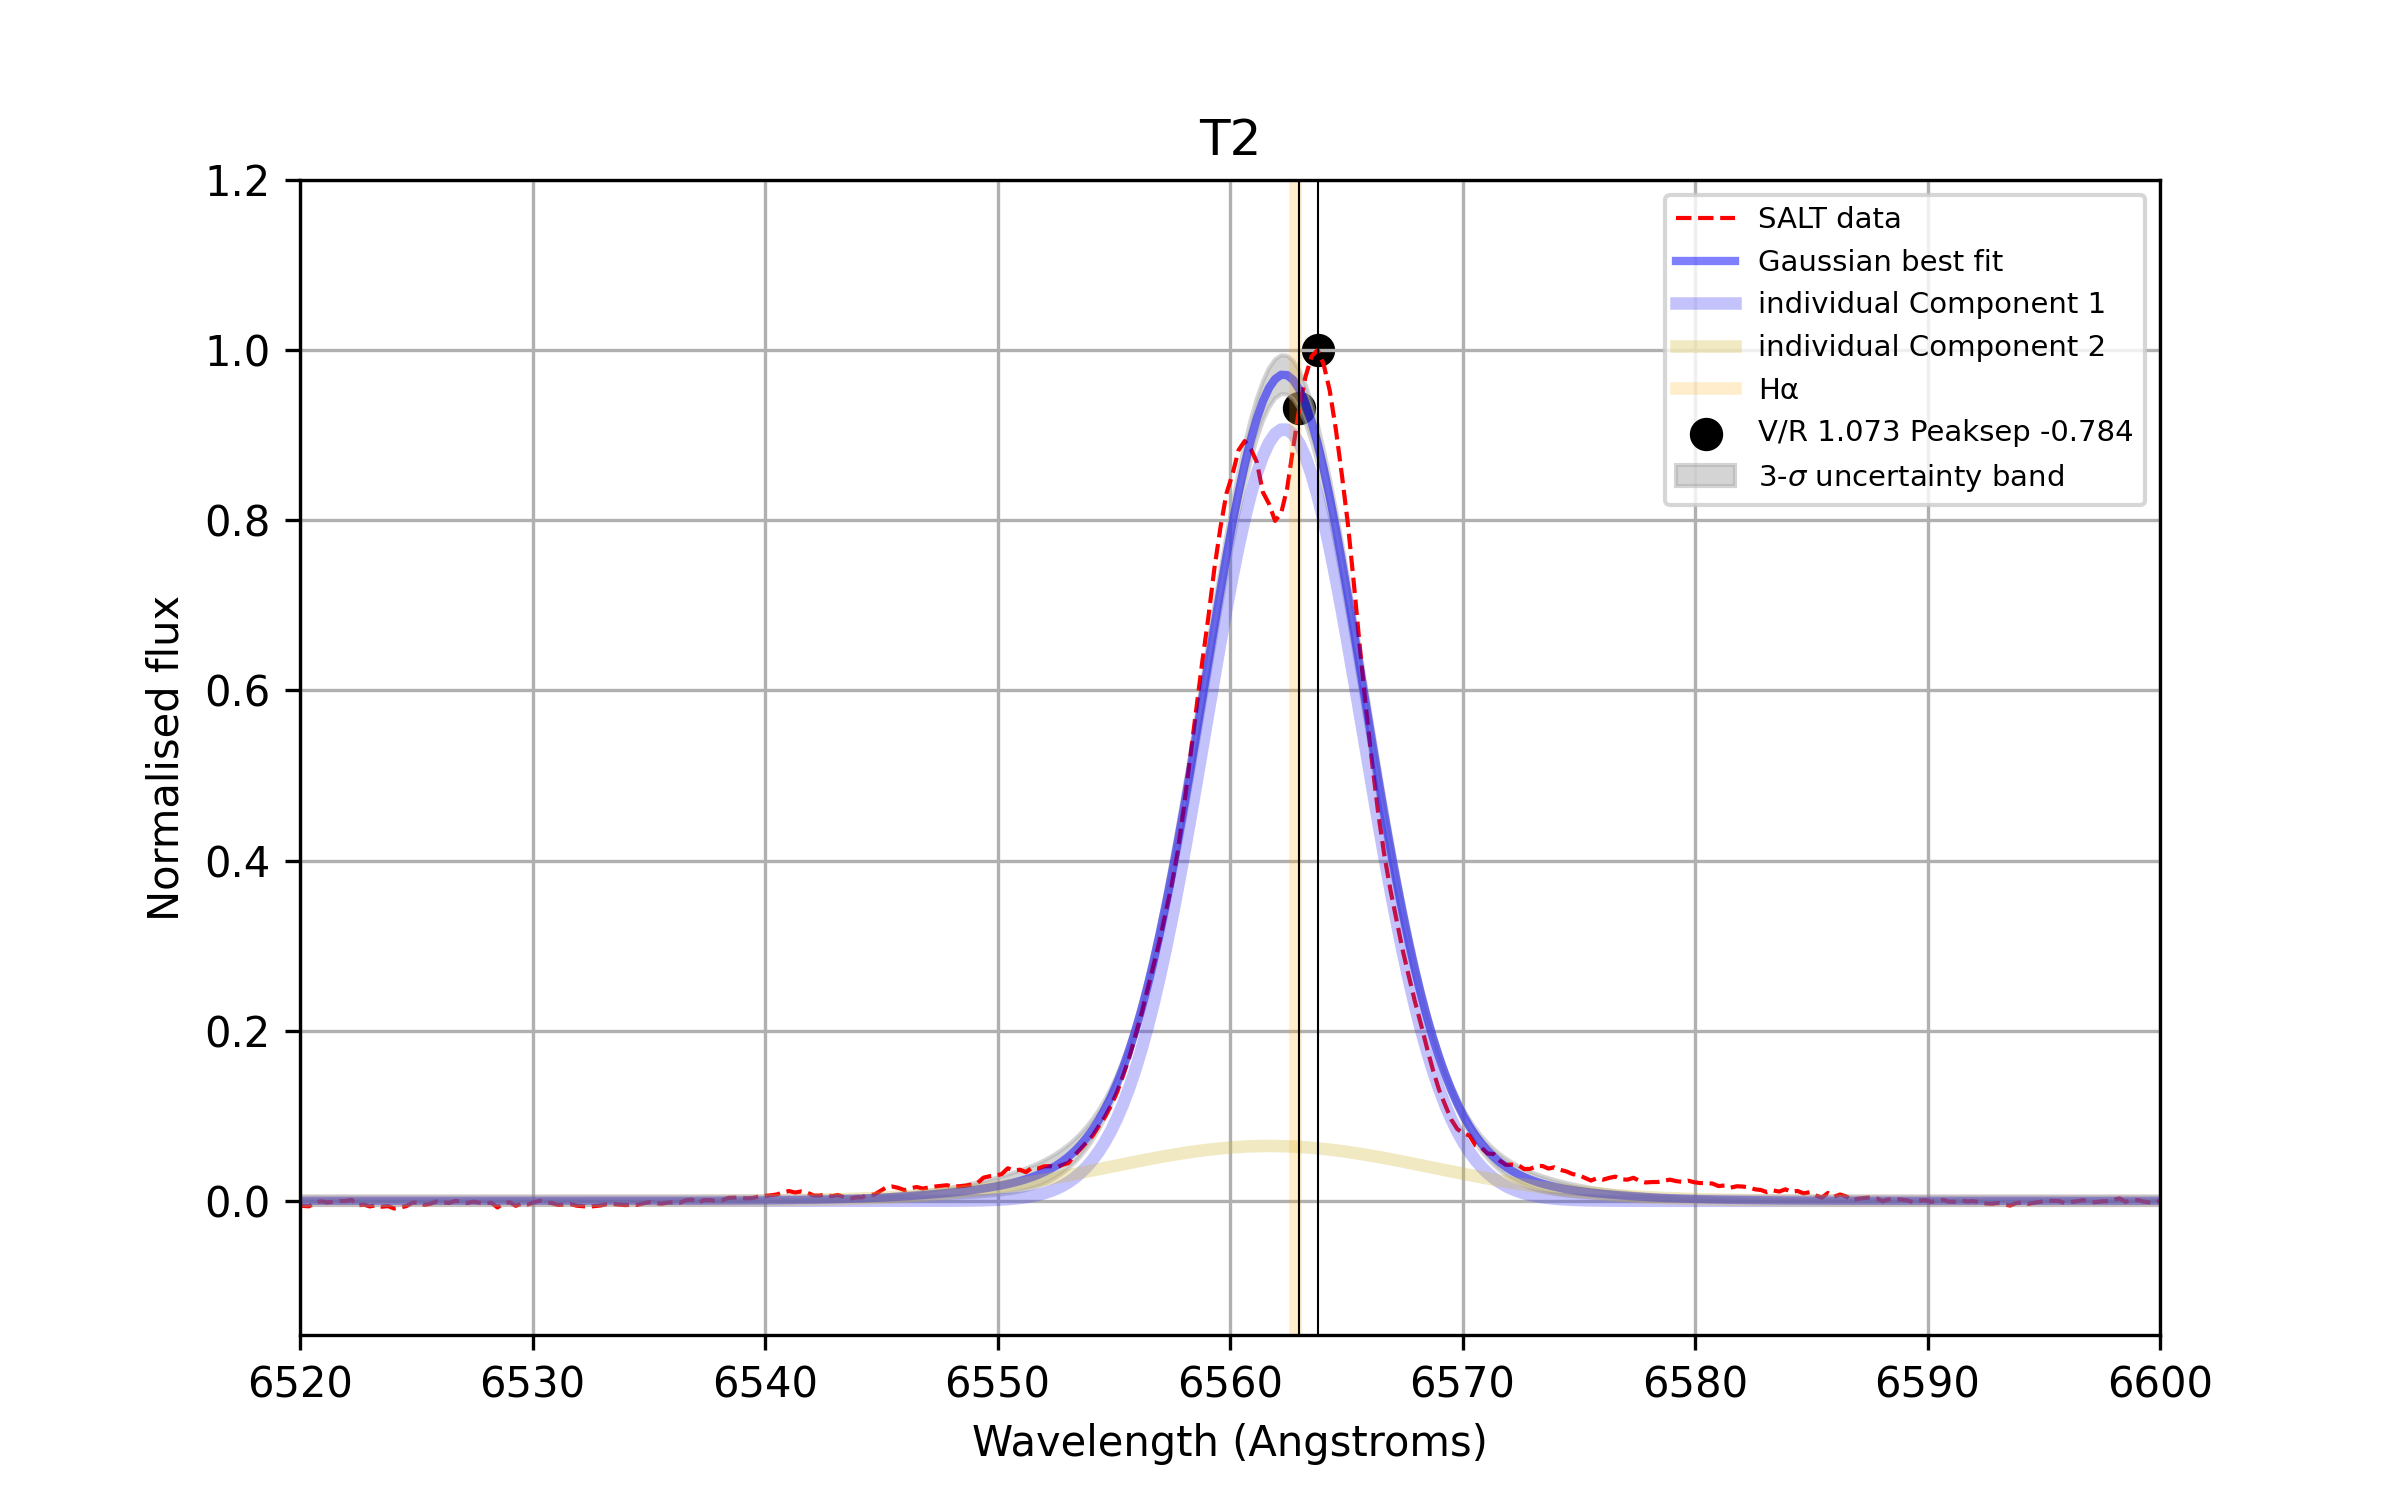 T2
1.2
1.0
0.8
0.6
0.4
0.2
0.0
Normalised flux
SALT data
Gaussian best fit
individual Component 1
individual Component 2
Hα
V/R 1.073 Peaksep -0.784
3-σ uncertainty band
6520 6530 6540 6550 6560 6570 6580 6590 6600
Wavelength (Angstroms)